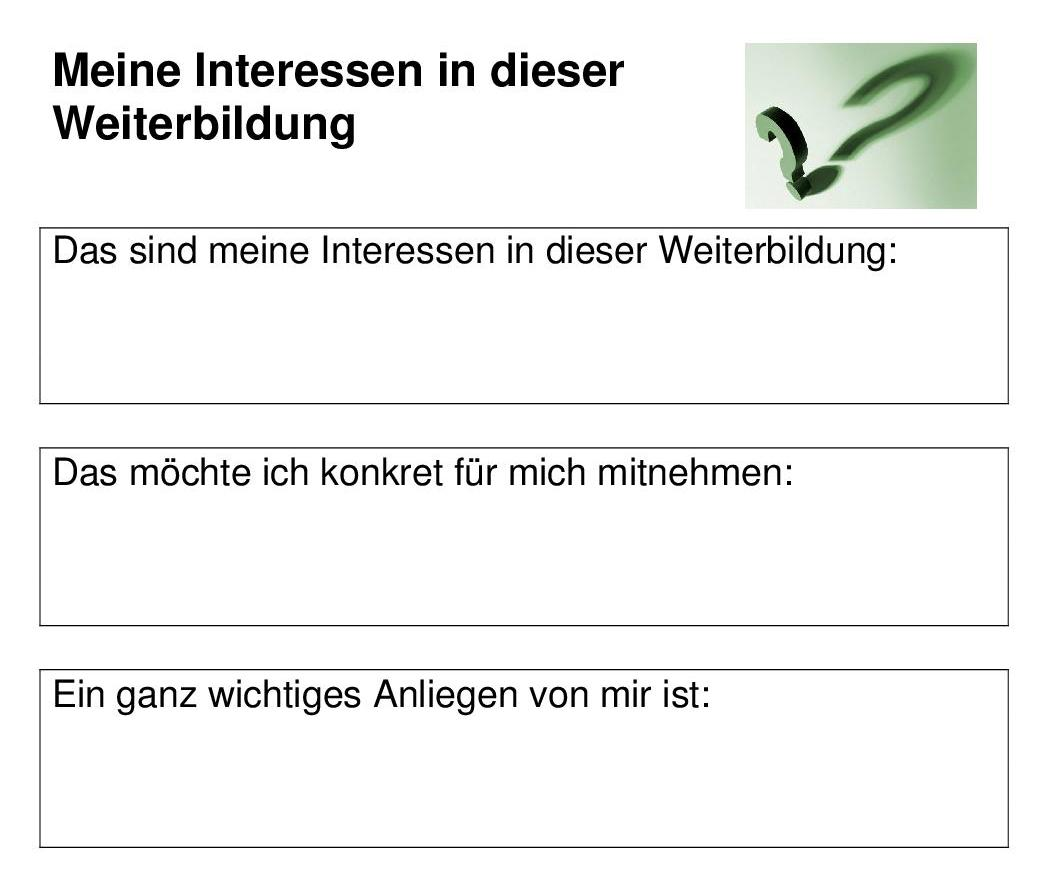 Meine Interessen in dieser
Weiterbildung
Das sind meine Interessen in dieser Weiterbildung:
Das möchte ich konkret für mich mitnehmen:
Ein ganz wichtiges Anliegen von mir ist: